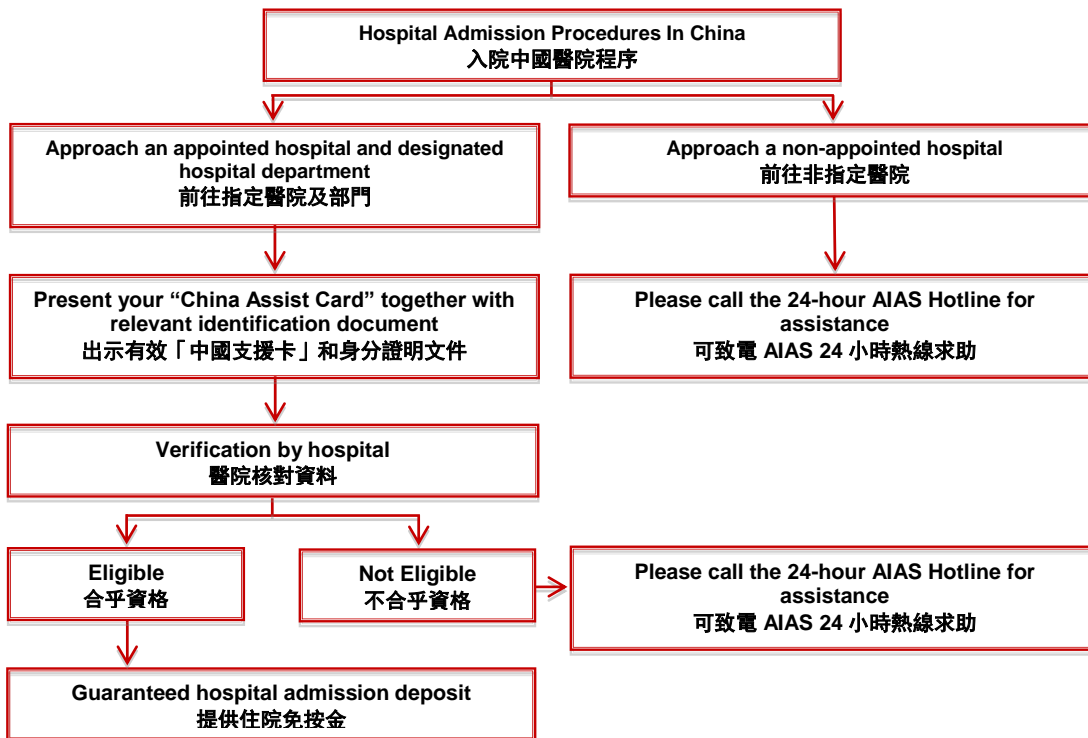 Hospital Admission Procedures In China
入院中國醫院程序
Approach an appointed hospital and designated
hospital department
前往指定醫院及部門
Approach a non-appointed hospital
前往非指定醫院
Present your “China Assist Card” together with
relevant identification document
出示有效「中國支援卡」和身分證明文件
Please call the 24-hour AIAS Hotline for
assistance
可致電 AIAS 24 小時熱線求助
Verification by hospital
醫院核對資料
Eligible
合乎資格
Not Eligible
不合乎資格
Please call the 24-hour AIAS Hotline for
assistance
可致電 AIAS 24 小時熱線求助
Guaranteed hospital admission deposit
提供住院免按金